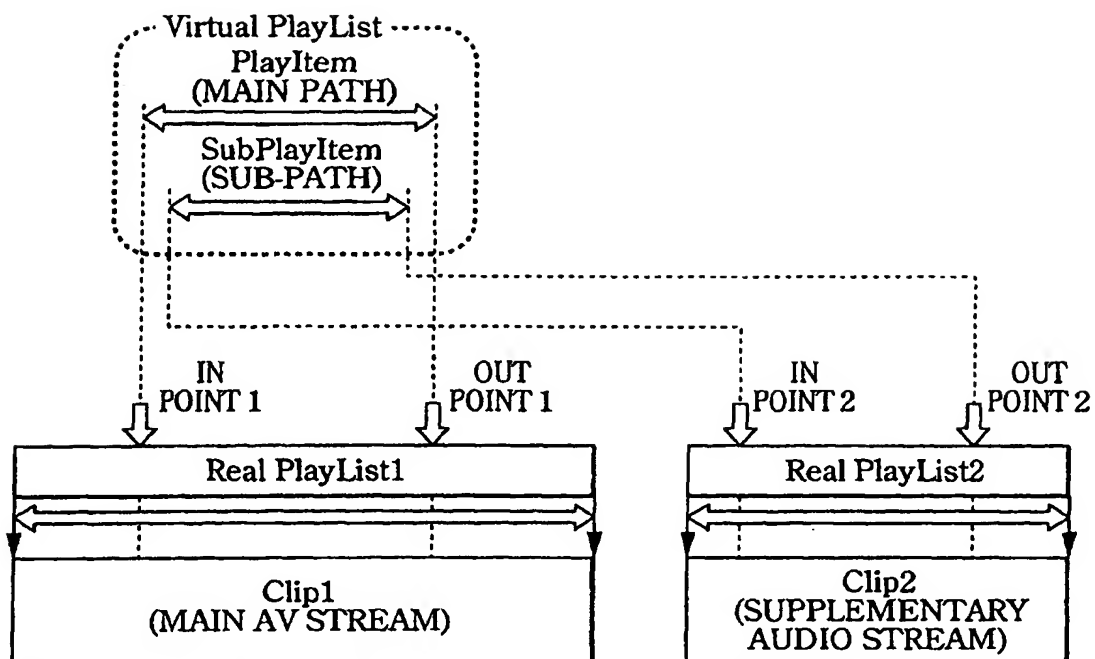 Virtual PlayList
PlayItem
(MAIN PATH)
SubPlayItem
(SUB-PATH)
IN
POINT 1
OUT
POINT 1
IN
POINT 2
OUT
POINT 2
Real PlayList1
Real PlayList2
Clip1
(MAIN AV STREAM)
Clip2
(SUPPLEMENTARY
AUDIO STREAM)